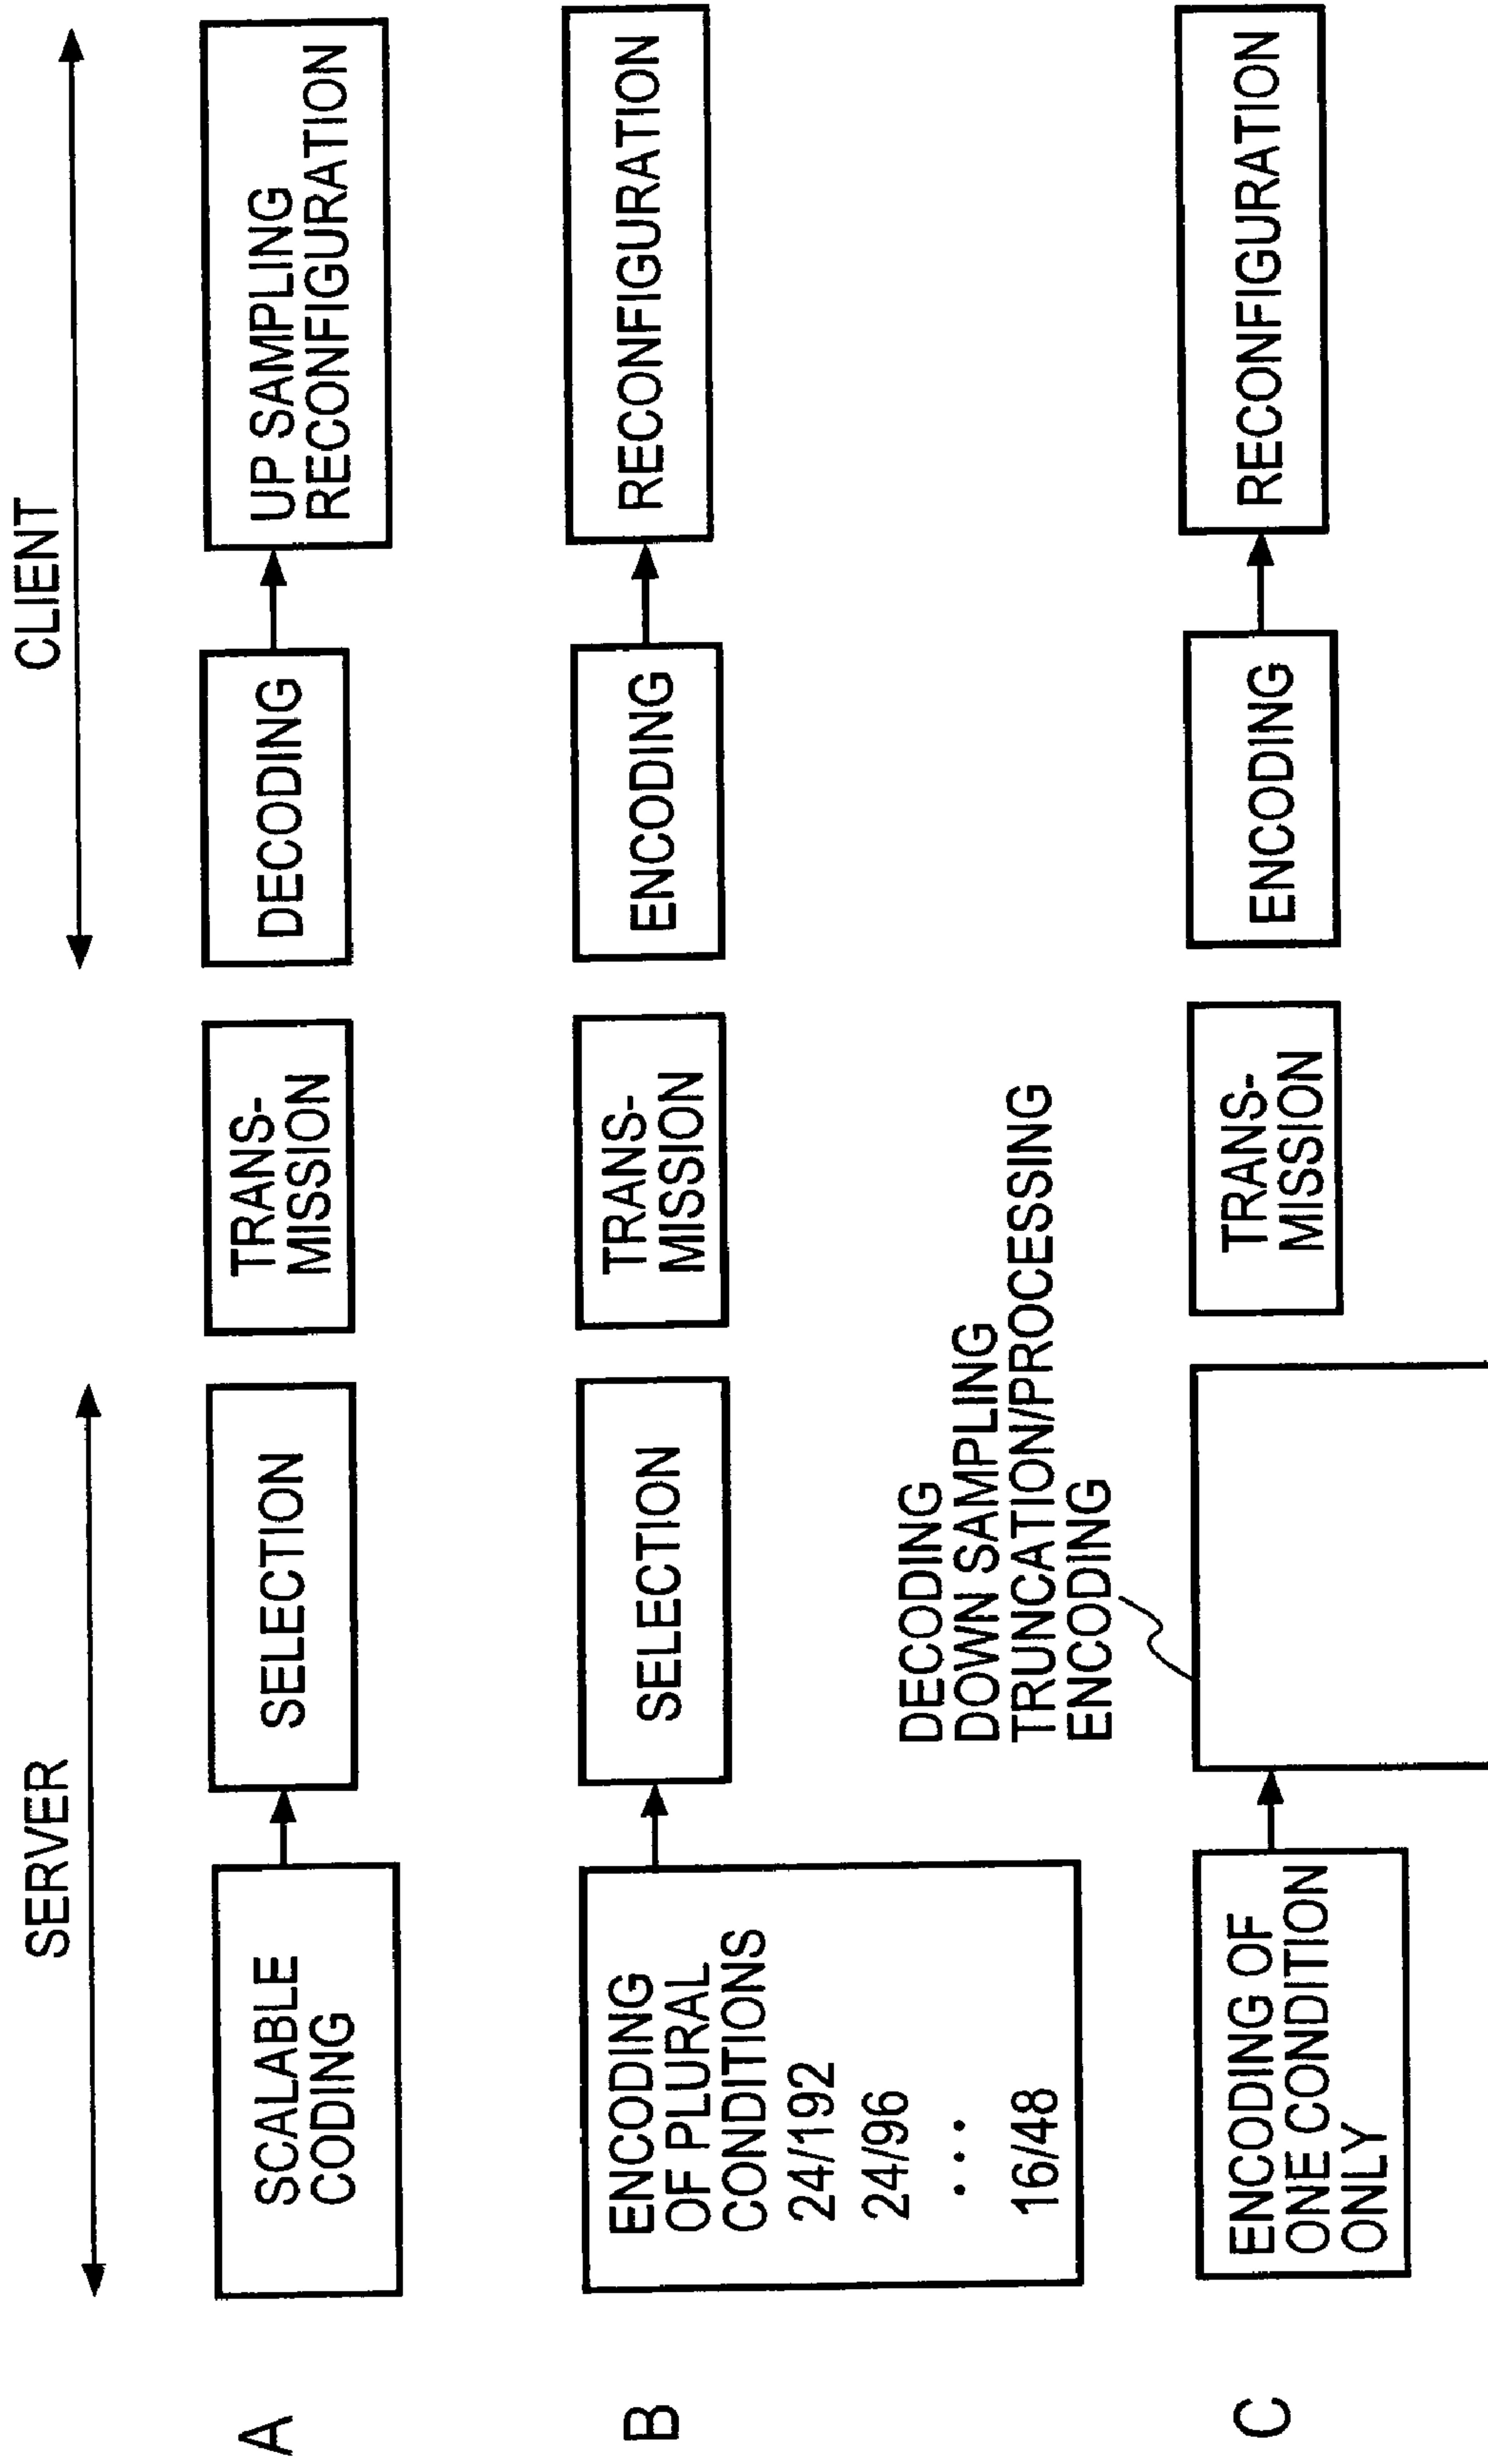 SERVER
CLIENT
A
SCALABLE
CODING
SELECTION
TRANS-
MISSION
DECODING
UP SAMPLING
RECONFIGURATION
B
ENCODING
OF PLURAL
CONDITIONS
24/192
24/96
...
16/48
SELECTION
TRANS-
MISSION
ENCODING
RECONFIGURATION
C
ENCODING OF
ONE CONDITION
ONLY
DECODING
DOWN SAMPLING
TRUNCATION/PROCESSING
ENCODING
TRANS-
MISSION
ENCODING
RECONFIGURATION